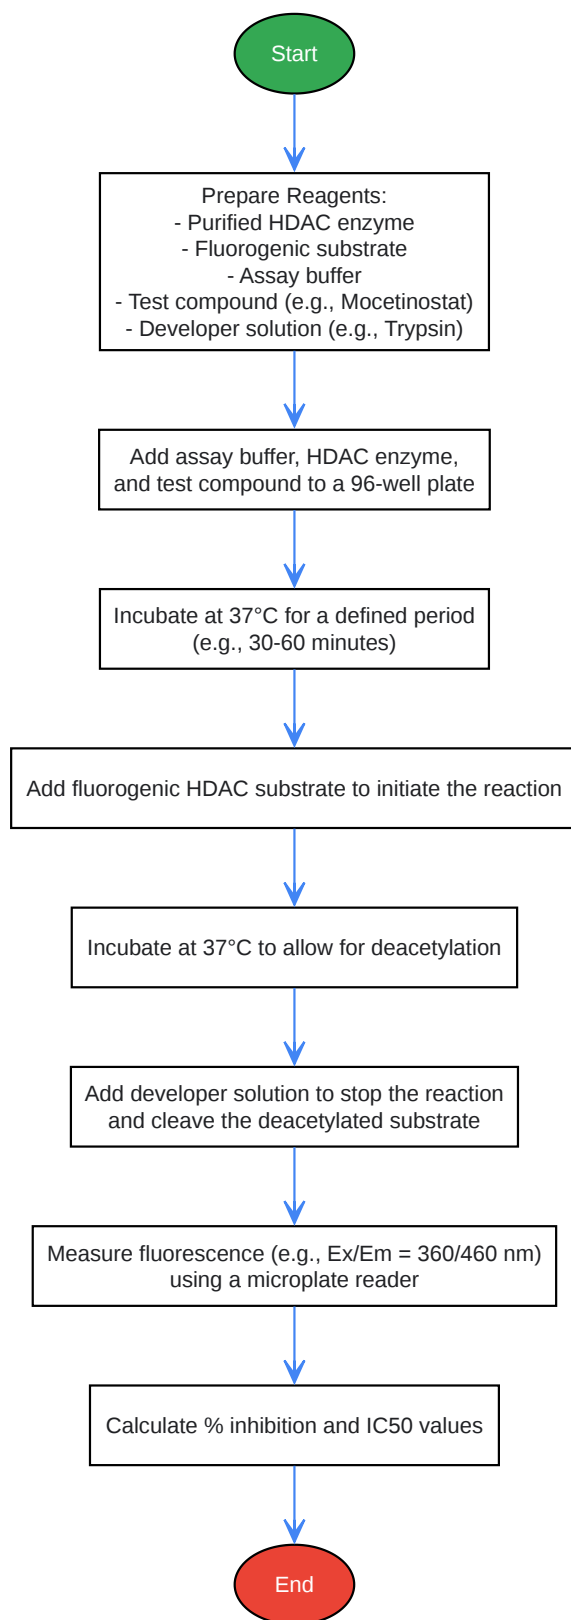 Start
Prepare Reagents:
- Purified HDAC enzyme
- Fluorogenic substrate
- Assay buffer
- Test compound (e.g., Mocetinostat)
- Developer solution (e.g., Trypsin)
Add assay buffer, HDAC enzyme,
and test compound to a 96-well plate
Incubate at 37°C for a defined period
(e.g., 30-60 minutes)
Add fluorogenic HDAC substrate to initiate the reaction
Incubate at 37°C to allow for deacetylation
Add developer solution to stop the reaction
and cleave the deacetylated substrate
Measure fluorescence (e.g., Ex/Em = 360/460 nm)
using a microplate reader
Calculate % inhibition and IC50 values
End